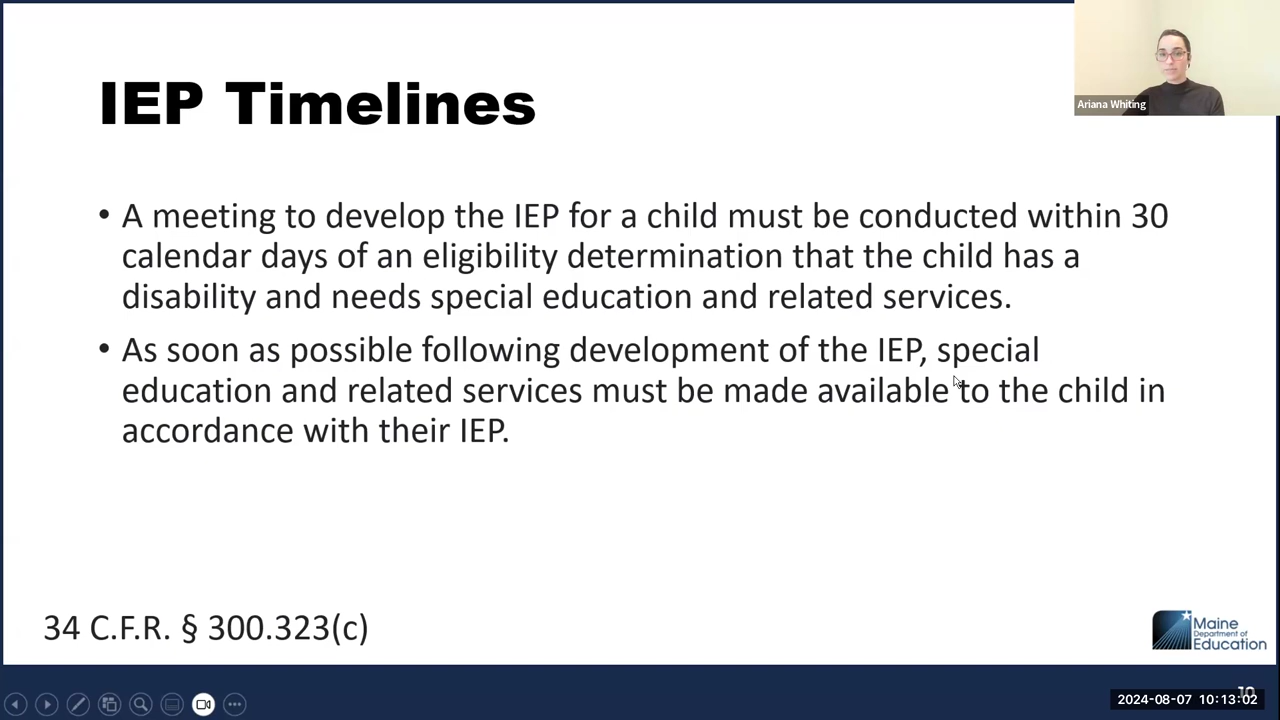 IEP Timelines
Ariana Whiting
• A meeting to develop the IEP for a child must be conducted within 30
calendar days of an eligibility determination that the child has a
disability and needs special education and related services.
• As soon as possible following development of the IEP, special
education and related services must be made available to the child in
accordance with their IEP.
34 C.F.R. § 300.323(c)
Maine
Department of
Education
10
2024-08-07 10:13:02